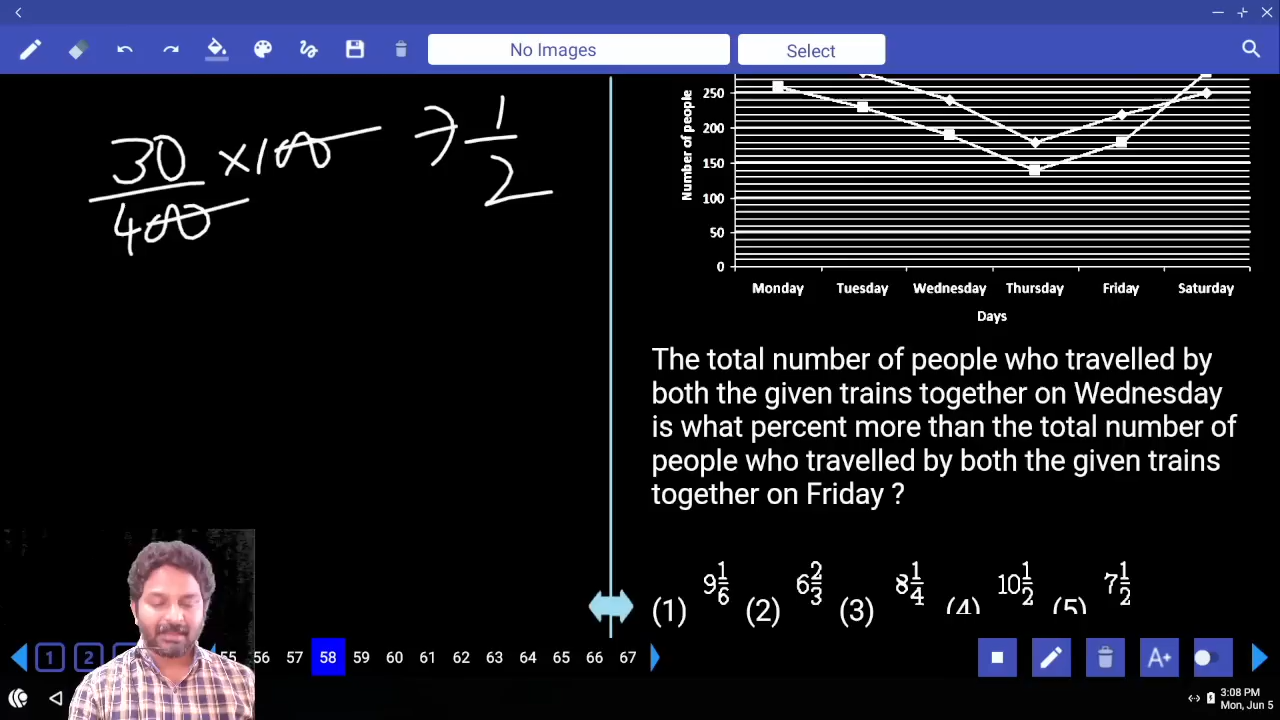 No Images
Select
30/400 ×100 → 7 1/2
Number of people
250
200
150
100
50
0
Monday Tuesday Wednesday Thursday Friday Saturday
Days
The total number of people who travelled by
both the given trains together on Wednesday
is what percent more than the total number of
people who travelled by both the given trains
together on Friday ?
(1) 9 1/6 (2) 6 2/3 (3) 8 1/4 (4) 10 1/2 (5) 7 1/2
1 2 55 56 57 58 59 60 61 62 63 64 65 66 67
A+
3:08 PM
Mon, Jun 5